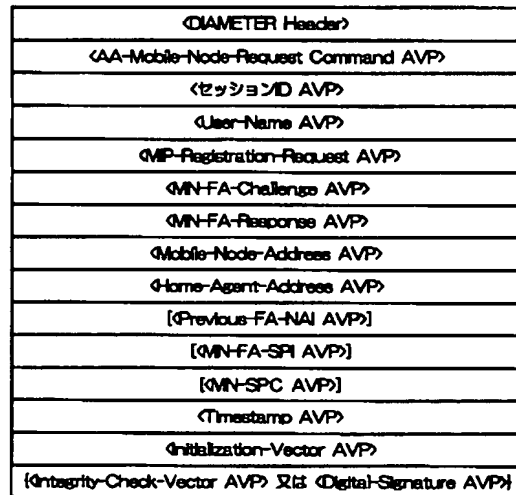 <DIAMETER Header>
<AA-Mobile-Node-Request Command AVP>
<セッションID AVP>
<User-Name AVP>
<MIP-Registration-Request AVP>
<MN-FA-Challenge AVP>
<MN-FA-Response AVP>
<Mobile-Node-Address AVP>
<Home-Agent-Address AVP>
[<Previous-FA-NAI AVP>]
[<MN-FA-SPI AVP>]
[<MN-SPC AVP>]
<Timestamp AVP>
<Initialization-Vector AVP>
{<Integrity-Check-Vector AVP> 又は <Digital-Signature AVP>}